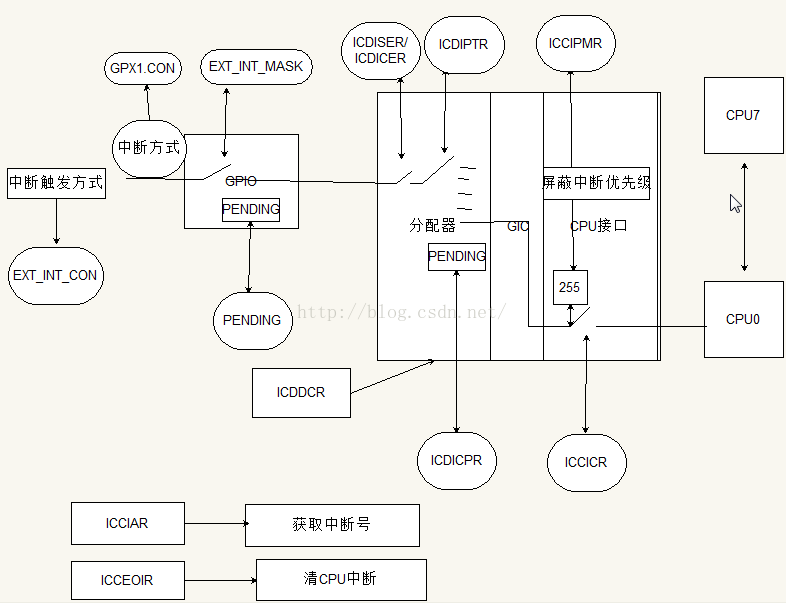 ICDISER/
ICDICER
ICDIPTR
ICCIPMR
GPX1.CON
EXT_INT_MASK
CPU7
中断方式
中断触发方式
GPIO
屏蔽中断优先级
PENDING
分配器
GIC
CPU接口
PENDING
EXT_INT_CON
255
PENDING
http://blog.csdn.net/
CPU0
ICDDCR
ICDICPR
ICCICR
ICCIAR
获取中断号
ICCEOIR
清CPU中断